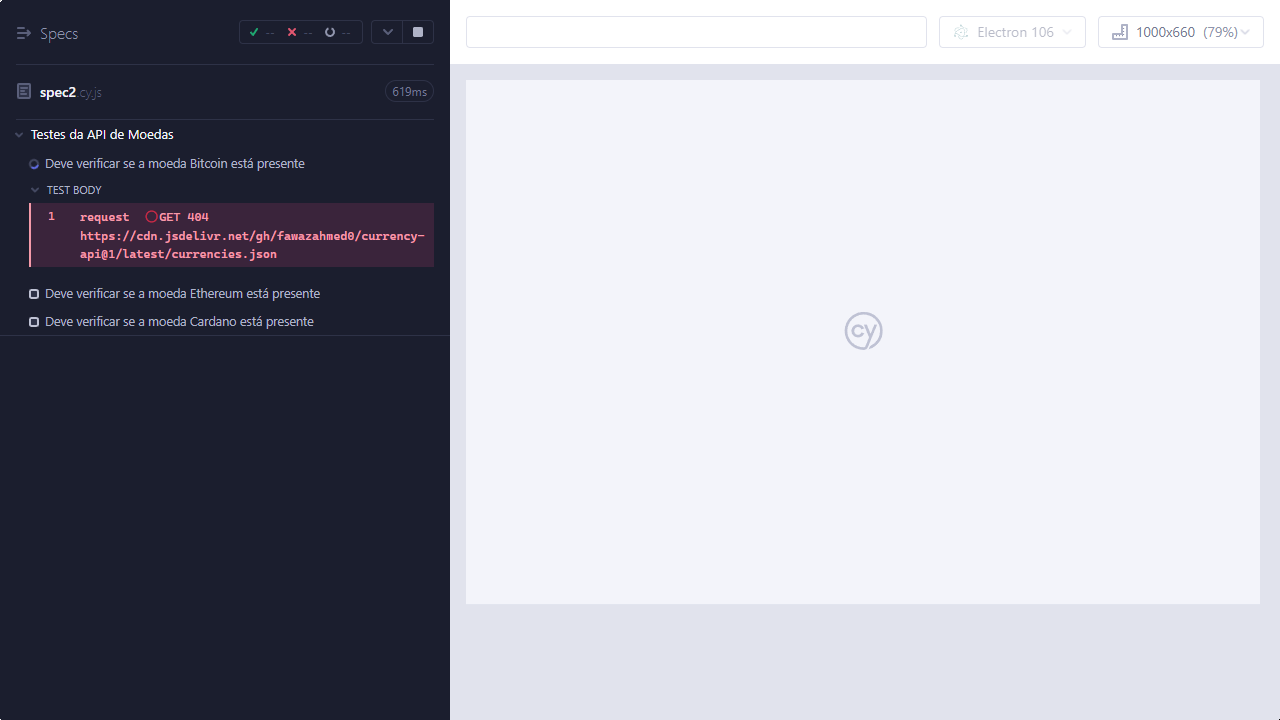 Specs
--
--
--
Electron 106
1000x660 (79%)
spec2.cy.js
619ms
Testes da API de Moedas
Deve verificar se a moeda Bitcoin está presente
TEST BODY
1 request GET 404
https://cdn.jsdelivr.net/gh/fawazahmed0/currency-
api@1/latest/currencies.json
Deve verificar se a moeda Ethereum está presente
Deve verificar se a moeda Cardano está presente
cy